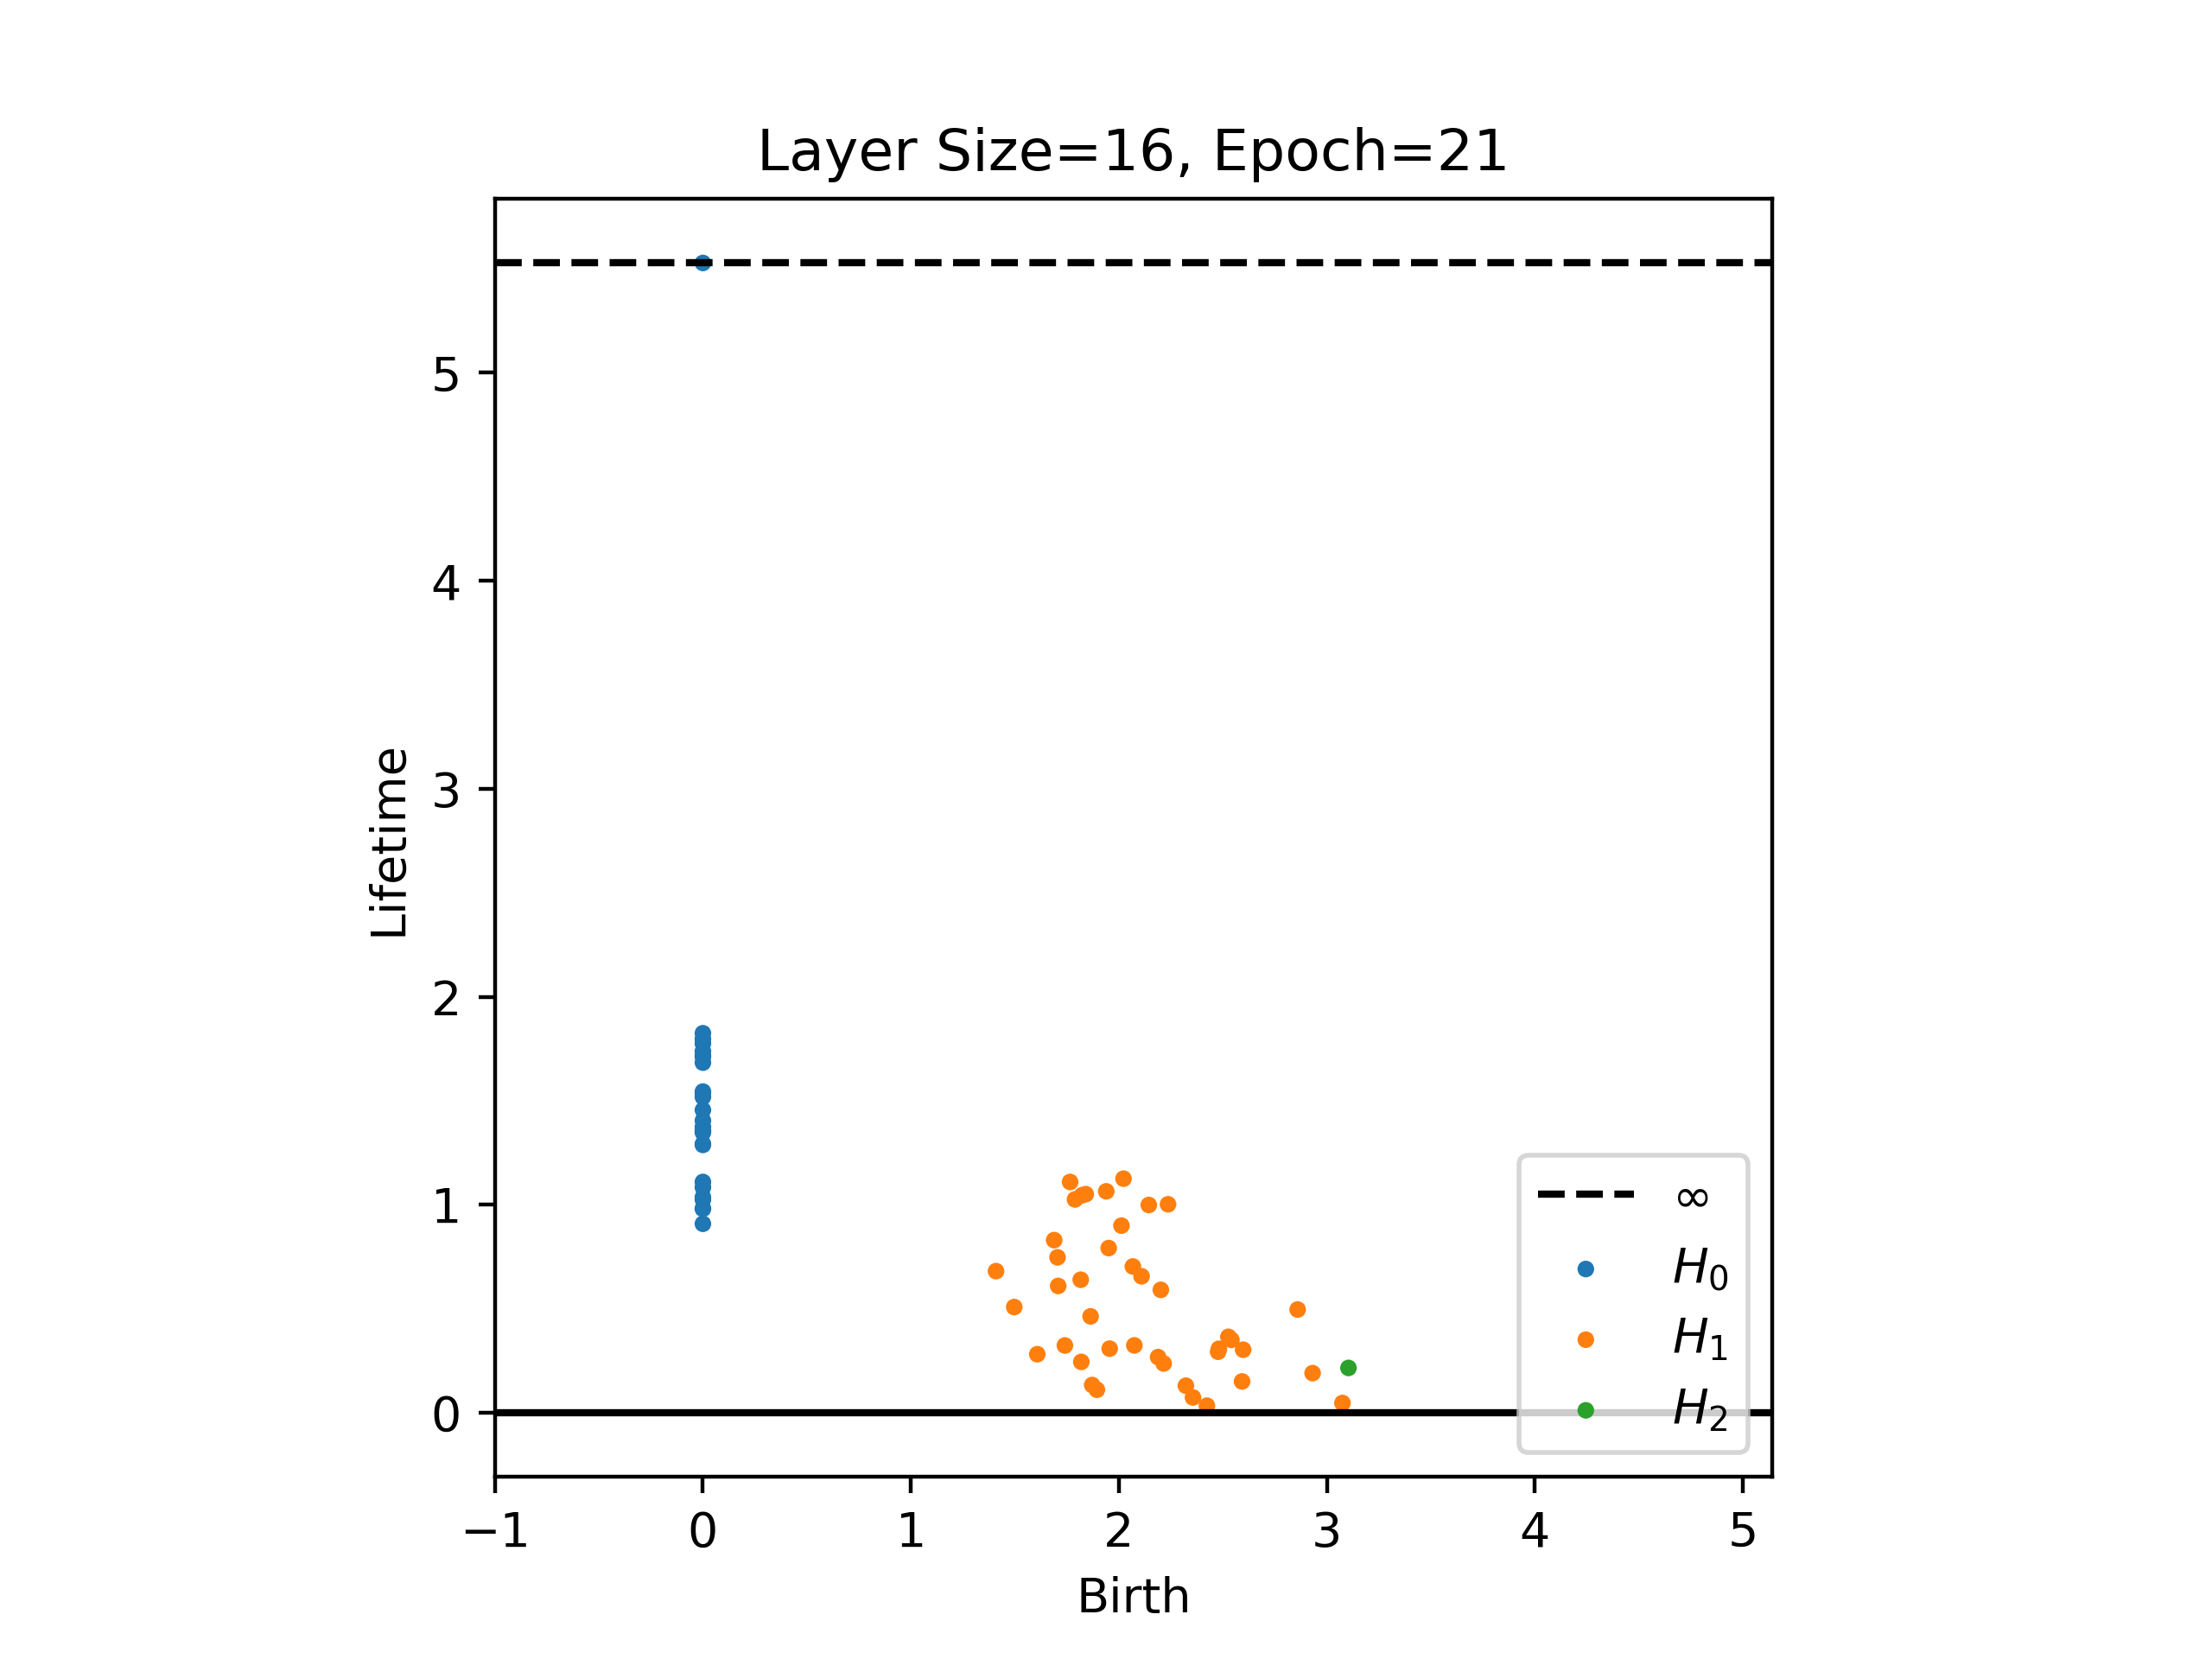 Layer Size=16, Epoch=21
Lifetime
5
4
3
2
1
0
∞
H₀
H₁
H₂
−1 0 1 2 3 4 5
Birth